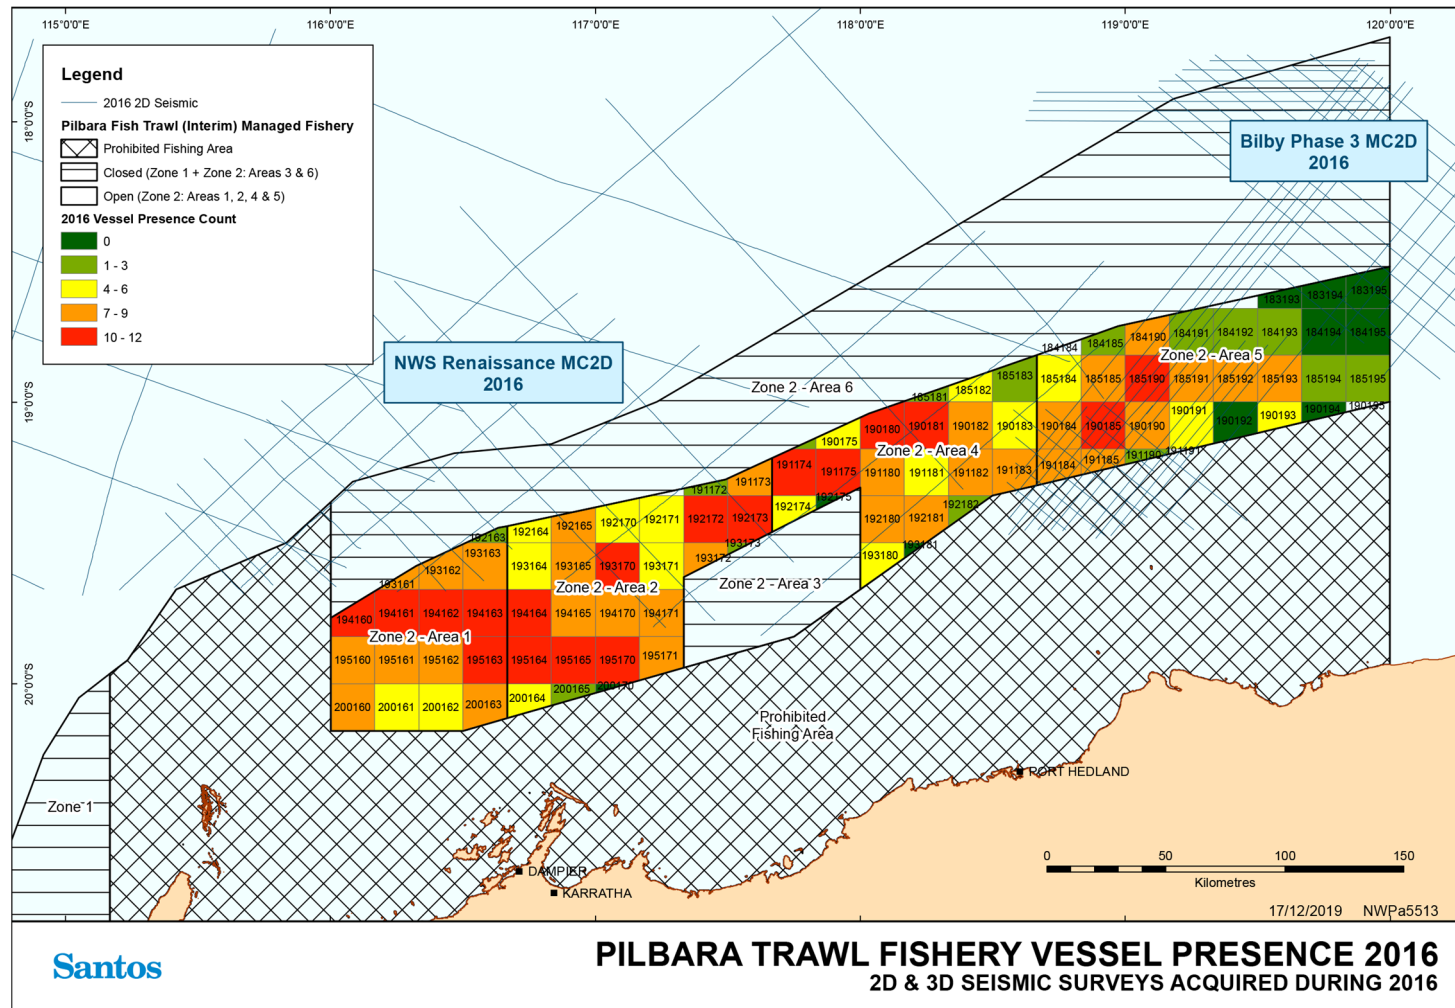 115°0'0"E
116°0'0"E
117°0'0"E
118°0'0"E
119°0'0"E
120°0'0"E
18°0'0"S
19°0'0"S
20°0'0"S
Legend
2016 2D Seismic
Pilbara Fish Trawl (Interim) Managed Fishery
Prohibited Fishing Area
Closed (Zone 1 + Zone 2: Areas 3 & 6)
Open (Zone 2: Areas 1, 2, 4 & 5)
2016 Vessel Presence Count
0
1 - 3
4 - 6
7 - 9
10 - 12
Bilby Phase 3 MC2D
2016
NWS Renaissance MC2D
2016
183193 183194 183195
184184 184185 184190 184191 184192 184193 184194 184195
Zone 2 - Area 5
Zone 2 - Area 6
185181 185182 185183 185184 185185 185190 185191 185192 185193 185194 185195
190175 190180 190181 190182 190183 190184 190185 190190 190191 190192 190193 190194 190195
Zone 2 - Area 4
191172 191173 191174 191175 191180 191181 191182 191183 191184 191185 191190 191191
192163 192164 192165 192170 192171 192172 192173 192174 192175 192180 192181 192182
193161 193162 193163 193164 193165 193170 193171 193172 193173 193180 193181
Zone 2 - Area 2
Zone 2 - Area 3
194160 194161 194162 194163 194164 194165 194170 194171
Zone 2 - Area 1
195160 195161 195162 195163 195164 195165 195170 195171
200160 200161 200162 200163 200164 200165 200170
Prohibited
Fishing Area
Zone 1
PORT HEDLAND
DAMPIER
KARRATHA
0 50 100 150
Kilometres
17/12/2019 NWPa5513
Santos
PILBARA TRAWL FISHERY VESSEL PRESENCE 2016
2D & 3D SEISMIC SURVEYS ACQUIRED DURING 2016